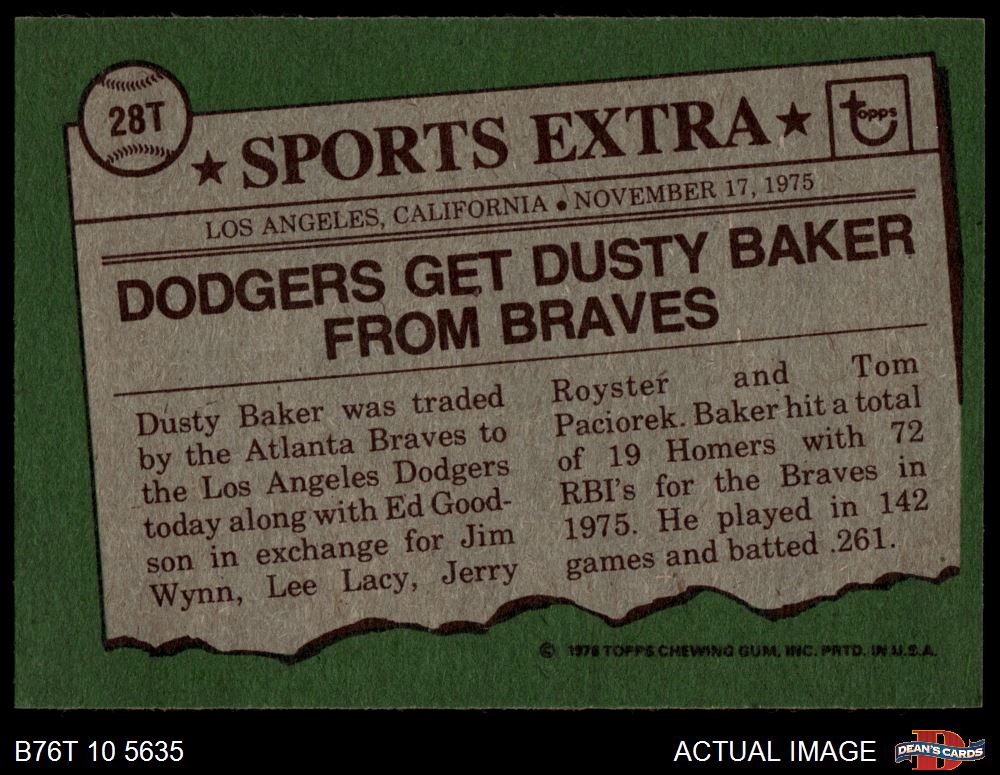 28T
★ SPORTS EXTRA ★
Topps
LOS ANGELES, CALIFORNIA • NOVEMBER 17, 1975
DODGERS GET DUSTY BAKER
FROM BRAVES
Dusty Baker was traded
by the Atlanta Braves to
the Los Angeles Dodgers
today along with Ed Good-
son in exchange for Jim
Wynn, Lee Lacy, Jerry
Royster and Tom
Paciorek. Baker hit a total
of 19 Homers with 72
RBI's for the Braves in
1975. He played in 142
games and batted .261.
© 1976 TOPPS CHEWING GUM, INC. PRTD. IN U.S.A.
B76T 10 5635
ACTUAL IMAGE
D
DEAN'S CARDS